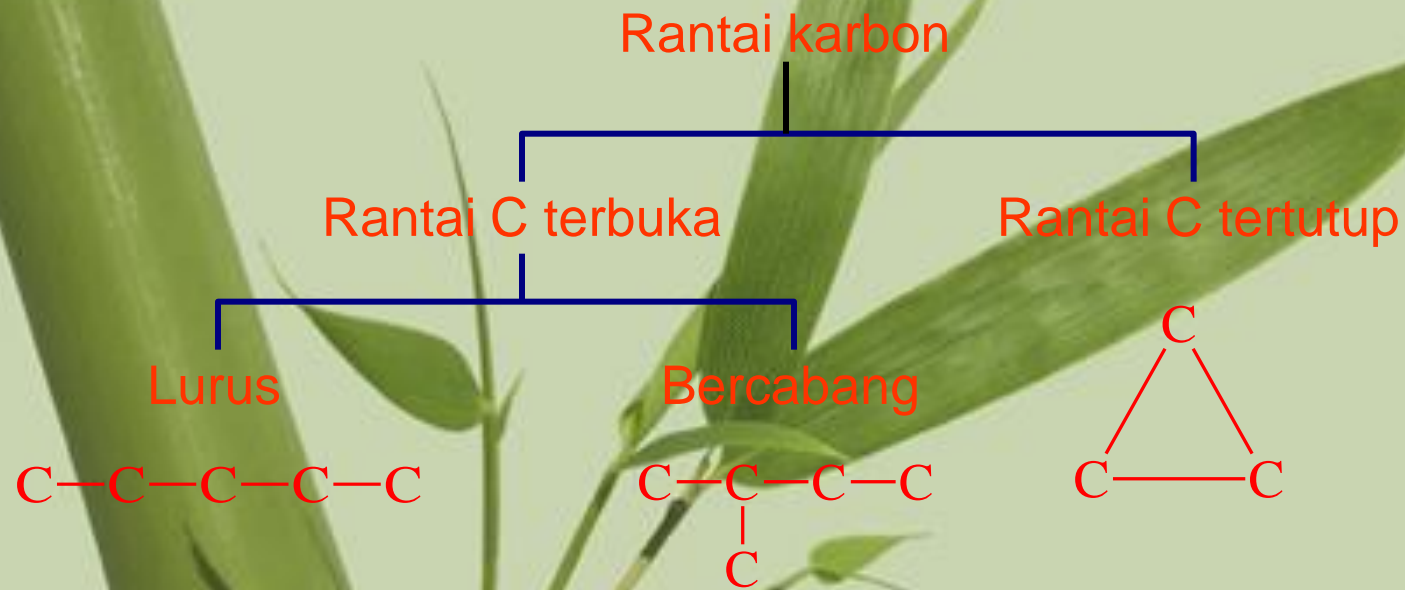 Rantai karbon
Rantai C terbuka
Rantai C tertutup
Lurus
Bercabang
C—C—C—C—C
C—C—C—C
C
C
C—C